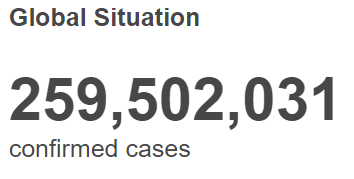 Global Situation
259,502,031
confirmed cases